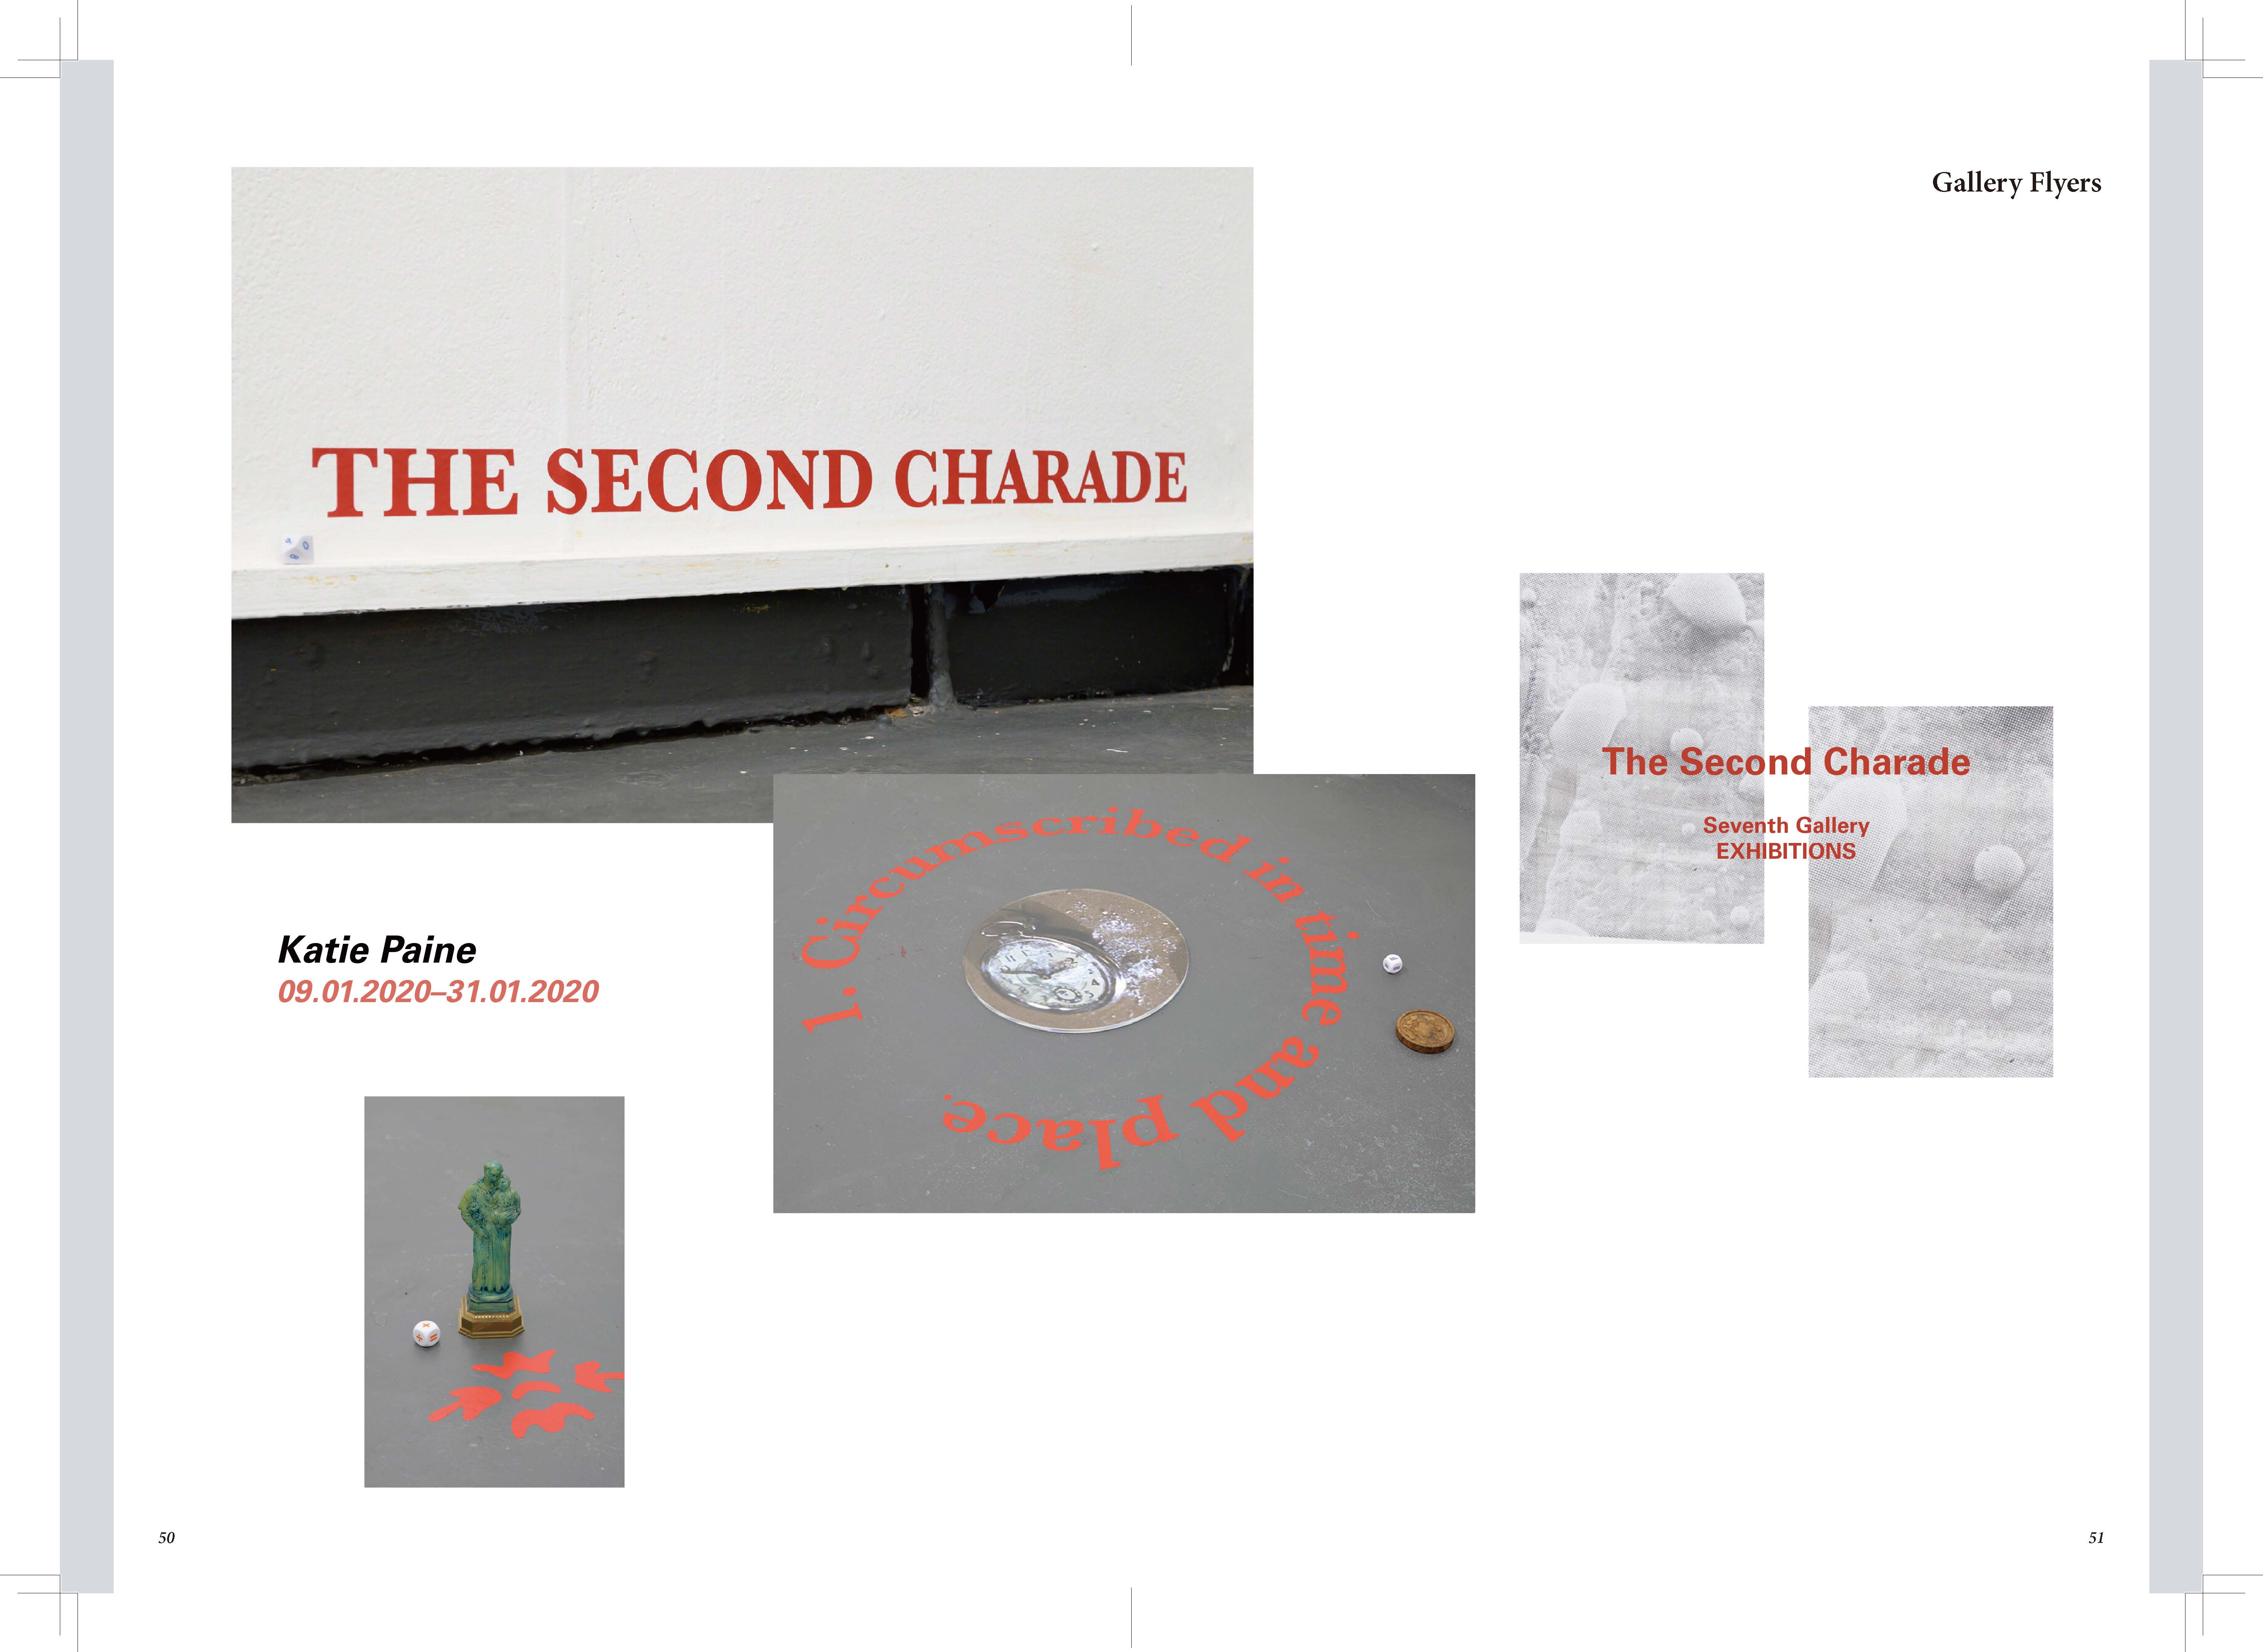 Gallery Flyers
THE SECOND CHARADE
The Second Charade
Seventh Gallery
EXHIBITIONS
1. Circumscribed in time and place.
Katie Paine
09.01.2020–31.01.2020
50
51